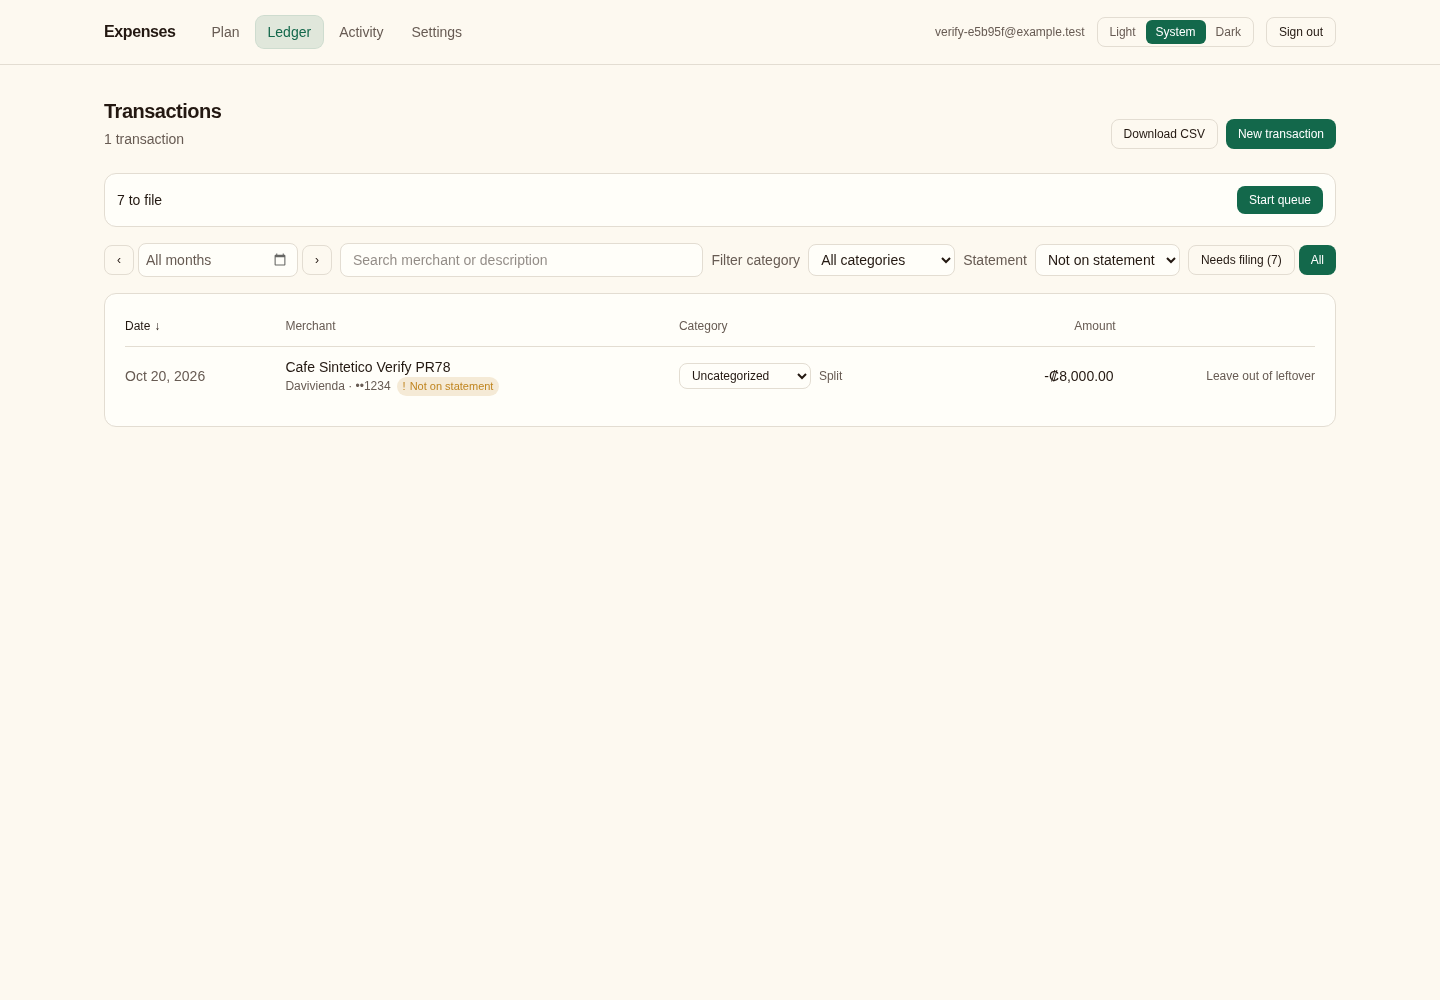 Expenses Plan Ledger Activity Settings verify-e5b95f@example.test Light System Dark Sign out
Transactions
1 transaction
Download CSV New transaction
7 to file Start queue
‹ All months › Search merchant or description Filter category All categories Statement Not on statement Needs filing (7) All
Date ↓ Merchant Category Amount
Oct 20, 2026 Cafe Sintetico Verify PR78 Uncategorized Split -₡8,000.00 Leave out of leftover
Davivienda · ••1234 ! Not on statement